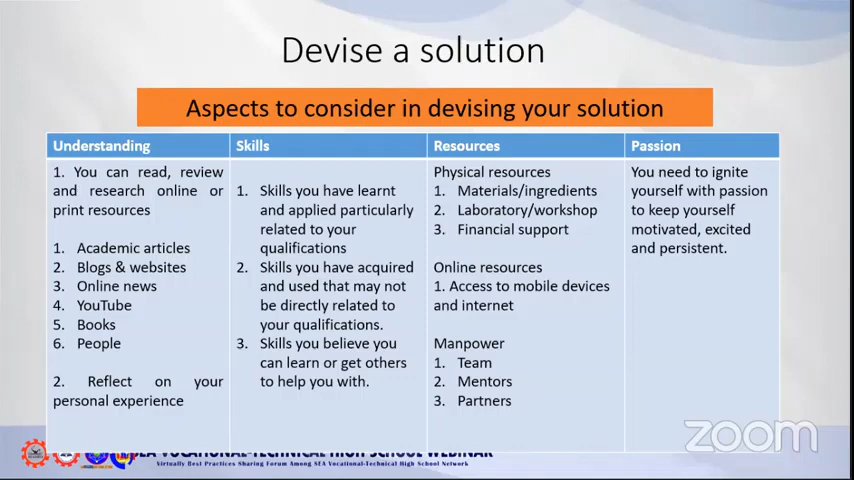 Devise a solution
Aspects to consider in devising your solution
Understanding
1. You can read, review
and research online or
print resources
1. Academic articles
2. Blogs & websites
3. Online news
4. YouTube
5. Books
6. People
2. Reflect on your
personal experience
Skills
1. Skills you have learnt
and applied particularly
related to your
qualifications
2. Skills you have acquired
and used that may not
be directly related to
your qualifications.
3. Skills you believe you
can learn or get others
to help you with.
Resources
Physical resources
1. Materials/ingredients
2. Laboratory/workshop
3. Financial support
Online resources
1. Access to mobile devices
and internet
Manpower
1. Team
2. Mentors
3. Partners
Passion
You need to ignite
yourself with passion
to keep yourself
motivated, excited
and persistent.
SEA VOCATIONAL-TECHNICAL HIGH SCHOOL WEBINAR
Virtually Best Practices Sharing Forum Among SEA Vocational-Technical High School Network
zoom